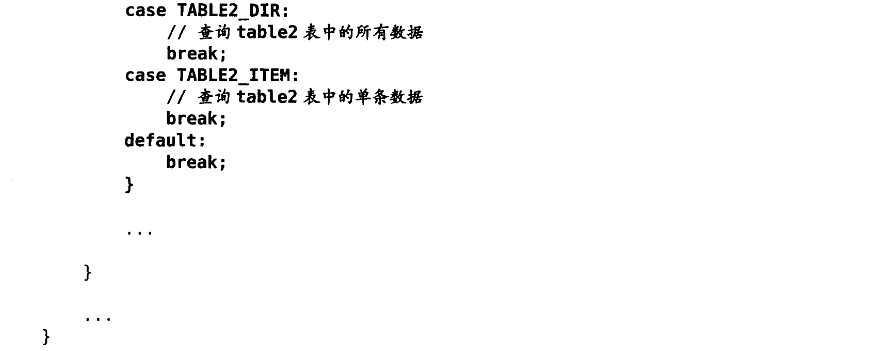 case TABLE2_DIR:
// 查询 table2 表中的所有数据
break;
case TABLE2_ITEM:
// 查询 table2 表中的单条数据
break;
default:
break;
}
...
}
...
}